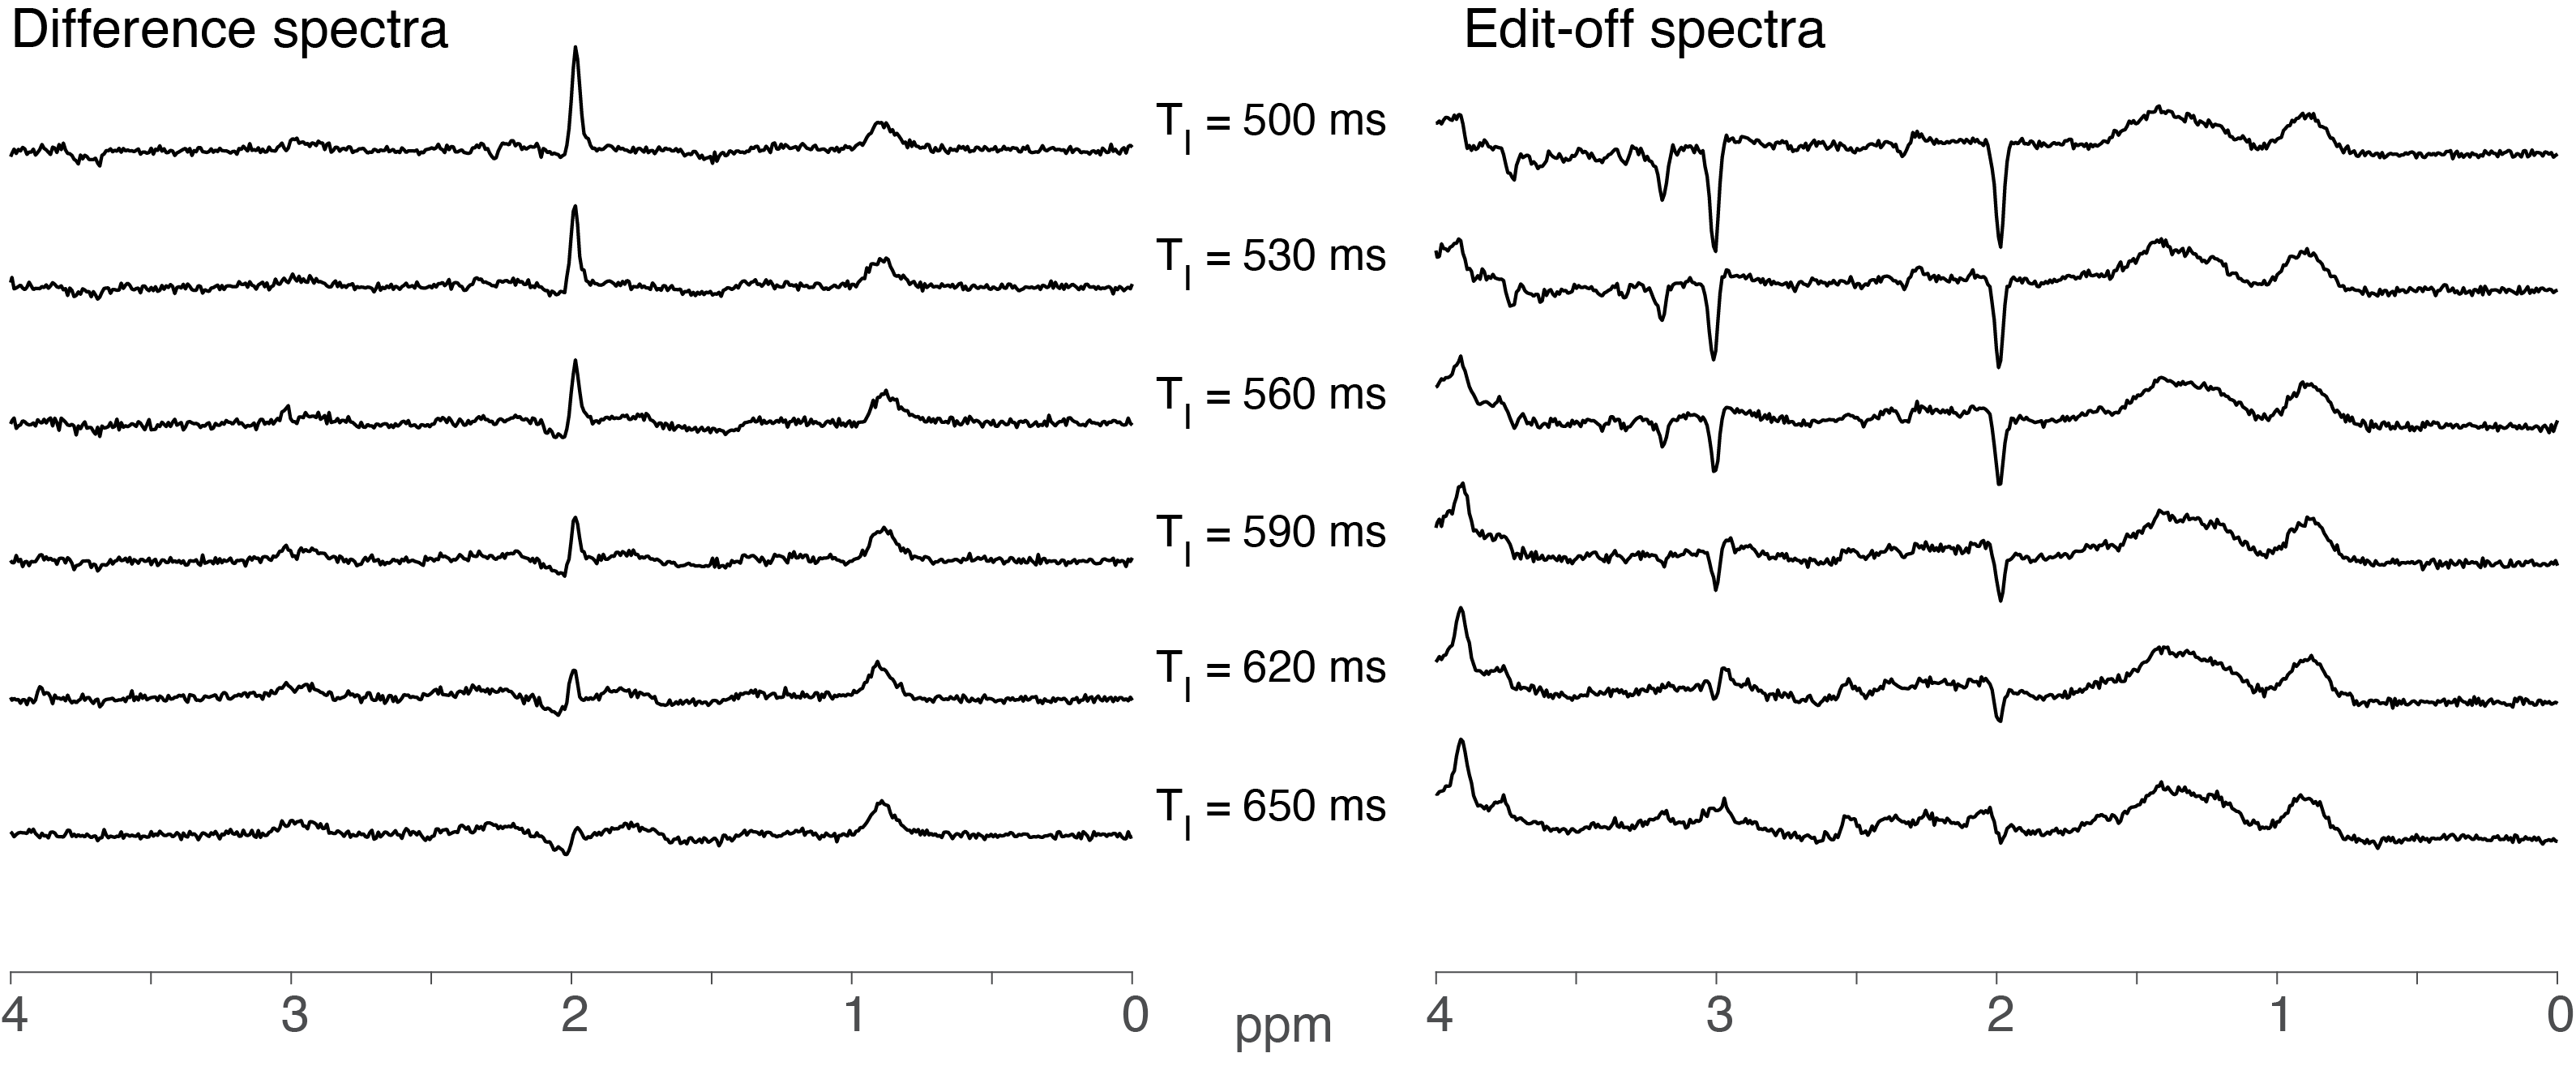 Difference spectra
Edit-off spectra
T_I = 500 ms
T_I = 530 ms
T_I = 560 ms
T_I = 590 ms
T_I = 620 ms
T_I = 650 ms
4 3 2 1 0 ppm 4 3 2 1 0